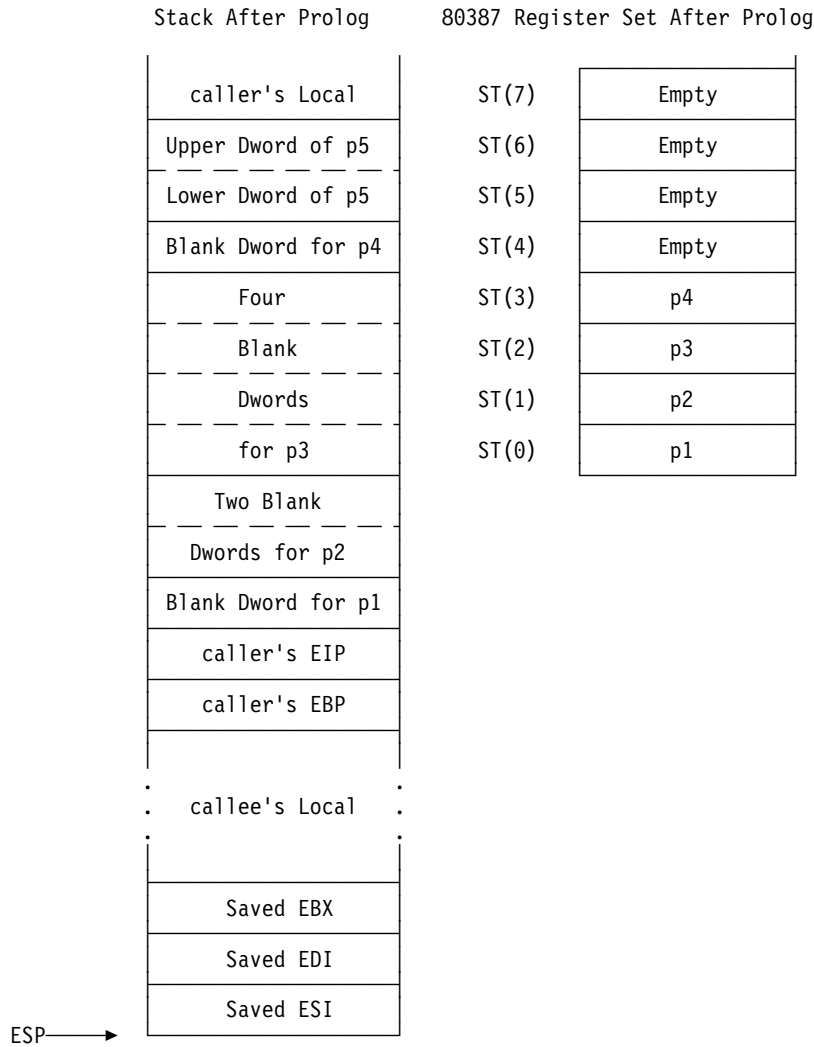 Stack After Prolog
80387 Register Set After Prolog
caller's Local
Upper Dword of p5
Lower Dword of p5
Blank Dword for p4
Four
Blank
Dwords
for p3
Two Blank
Dwords for p2
Blank Dword for p1
caller's EIP
caller's EBP
callee's Local
Saved EBX
Saved EDI
Saved ESI
ESP
ST(7) Empty
ST(6) Empty
ST(5) Empty
ST(4) Empty
ST(3) p4
ST(2) p3
ST(1) p2
ST(0) p1